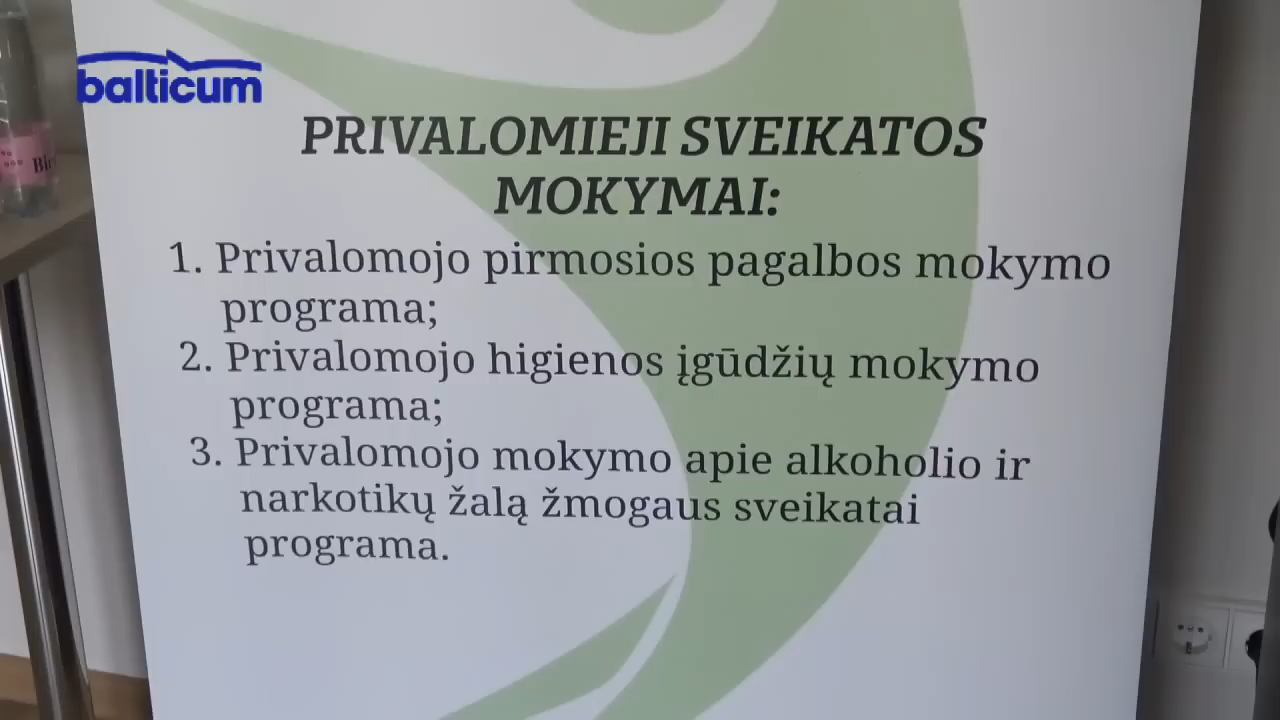 balticum
PRIVALOMIEJI SVEIKATOS
MOKYMAI:
1. Privalomojo pirmosios pagalbos mokymo
programa;
2. Privalomojo higienos įgūdžių mokymo
programa;
3. Privalomojo mokymo apie alkoholio ir
narkotikų žalą žmogaus sveikatai
programa.